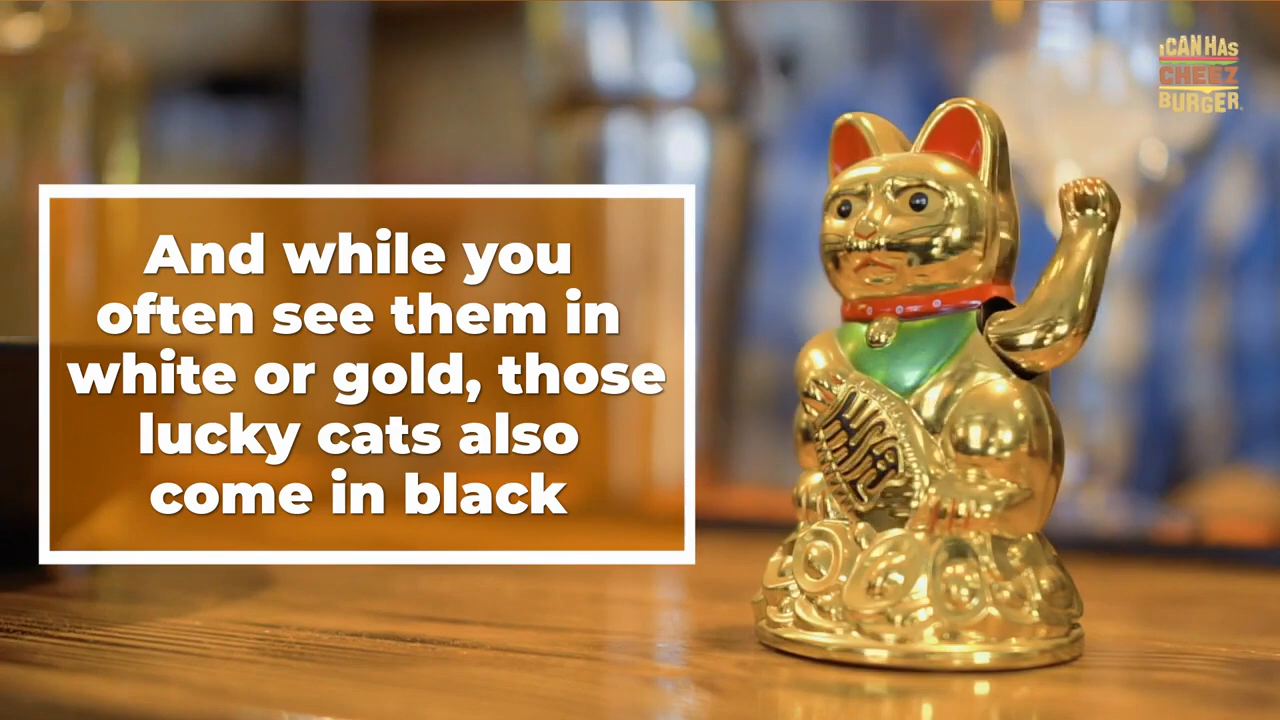 I CAN HAS
CHEEZ
BURGER
And while you
often see them in
white or gold, those
lucky cats also
come in black